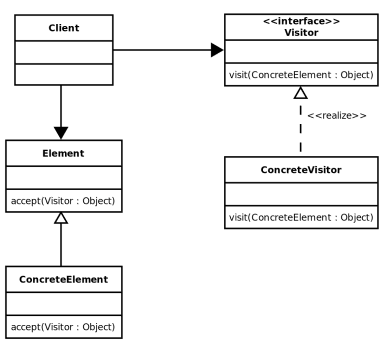 Client
<<interface>>
Visitor
visit(ConcreteElement : Object)
<<realize>>
Element
accept(Visitor : Object)
ConcreteVisitor
visit(ConcreteElement : Object)
ConcreteElement
accept(Visitor : Object)